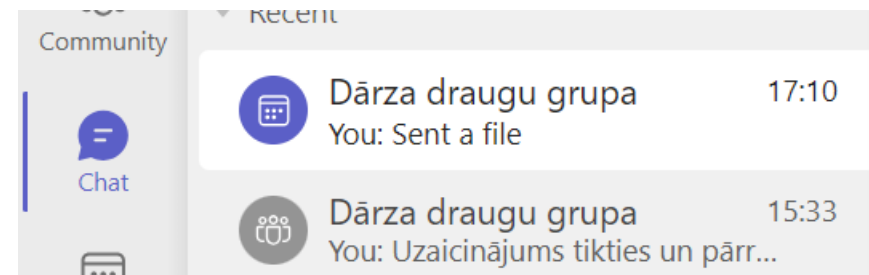 Recent
Community
Dārza draugu grupa 17:10
You: Sent a file
Chat
Dārza draugu grupa 15:33
You: Uzaicinājums tikties un pārr...